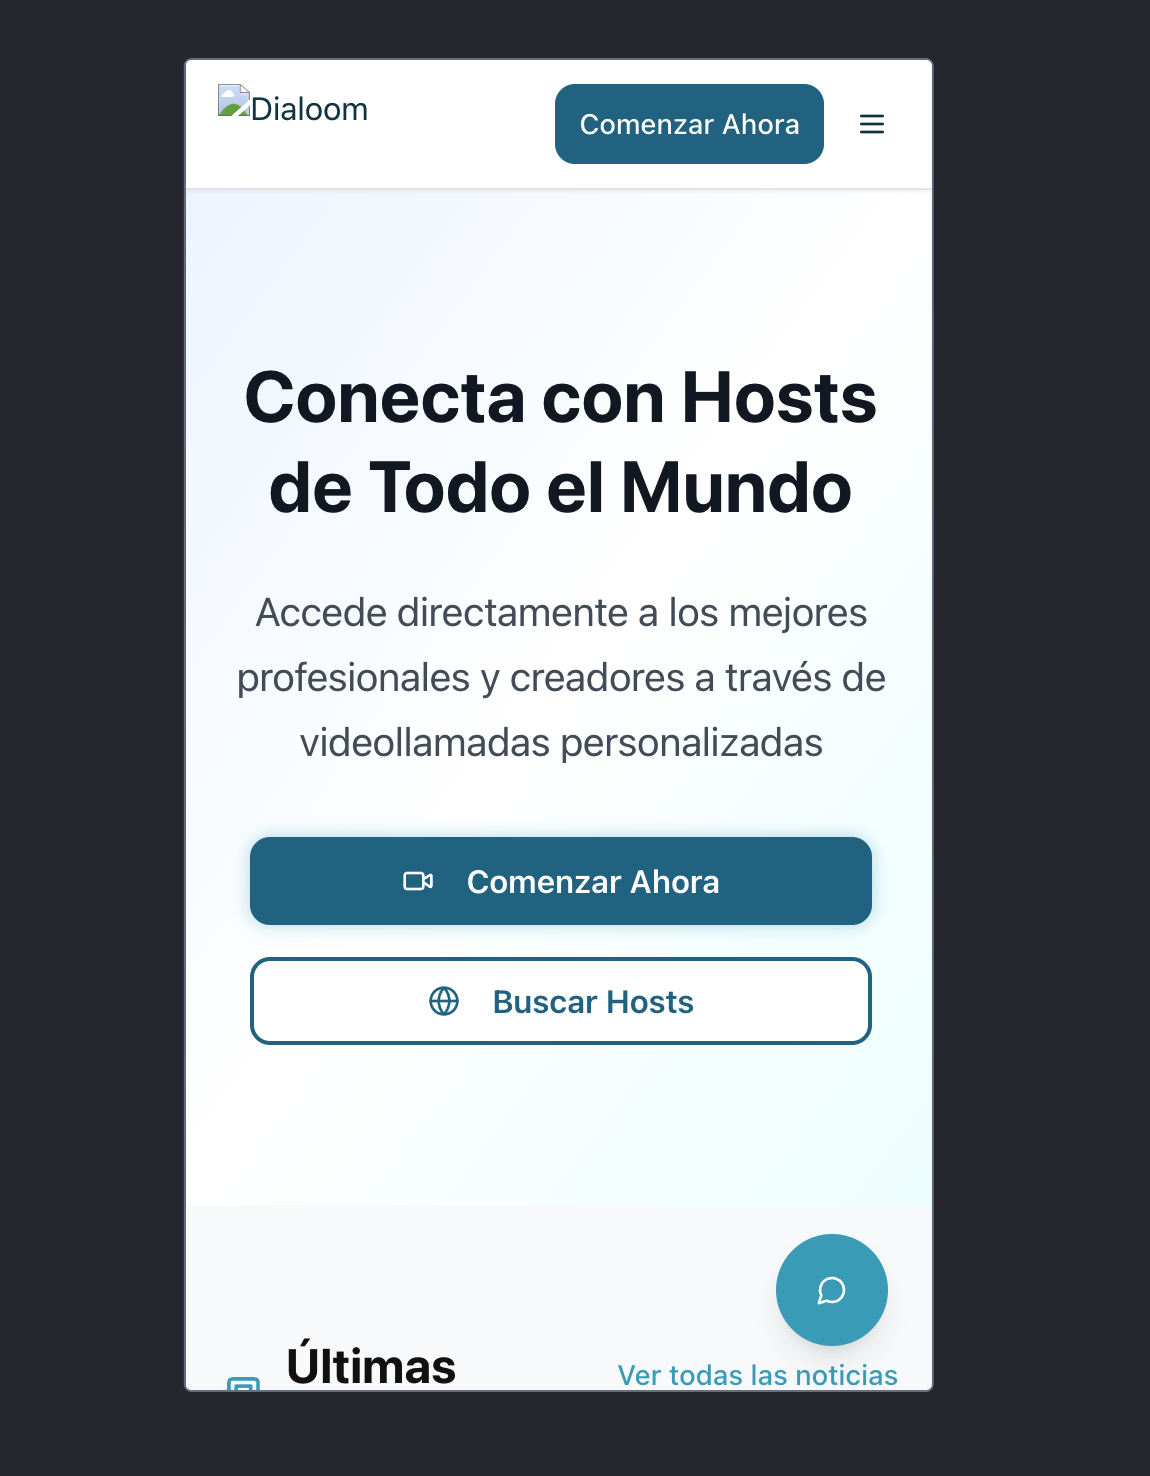 Dialoom
Comenzar Ahora
Conecta con Hosts
de Todo el Mundo
Accede directamente a los mejores
profesionales y creadores a través de
videollamadas personalizadas
Comenzar Ahora
Buscar Hosts
Últimas
Ver todas las noticias